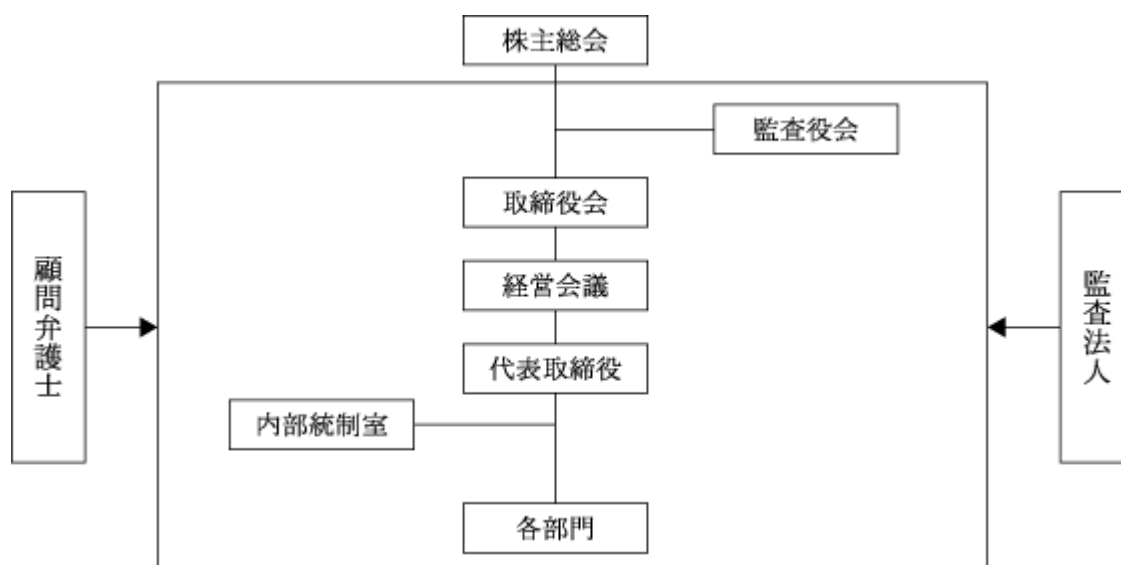 株主総会
監査役会
取締役会
経営会議
代表取締役
内部統制室
各部門
顧問弁護士
監査法人